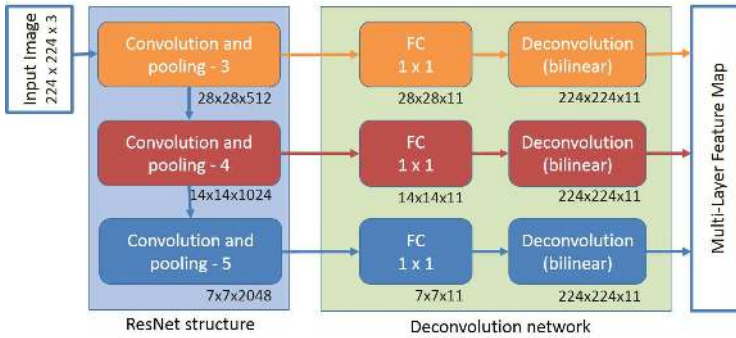 Input Image
224 x 224 x 3
Convolution and
pooling - 3
28x28x512
FC
1 x 1
28x28x11
Deconvolution
(bilinear)
224x224x11
Convolution and
pooling - 4
14x14x1024
FC
1 x 1
14x14x11
Deconvolution
(bilinear)
224x224x11
Convolution and
pooling - 5
7x7x2048
FC
1 x 1
7x7x11
Deconvolution
(bilinear)
224x224x11
Multi-Layer Feature Map
ResNet structure
Deconvolution network